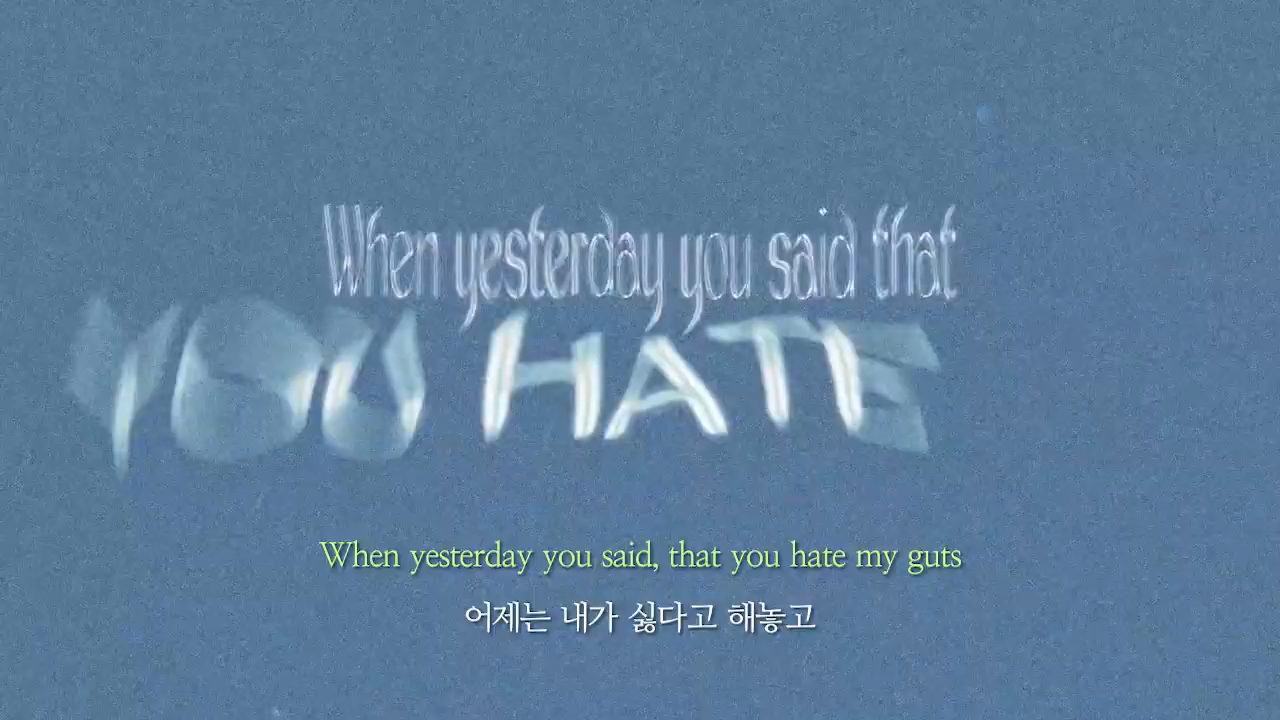 When yesterday you said that
YOU HATE
When yesterday you said, that you hate my guts
어제는 내가 싫다고 해놓고